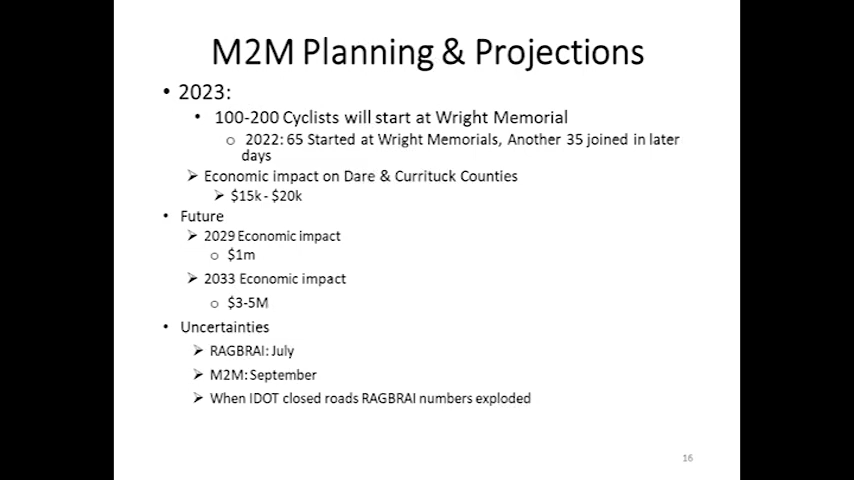 M2M Planning & Projections
• 2023:
• 100-200 Cyclists will start at Wright Memorial
o 2022: 65 Started at Wright Memorials, Another 35 joined in later
days
➢ Economic impact on Dare & Currituck Counties
➢ $15k - $20k
• Future
➢ 2029 Economic impact
o $1m
➢ 2033 Economic impact
o $3-5M
• Uncertainties
➢ RAGBRAI: July
➢ M2M: September
➢ When IDOT closed roads RAGBRAI numbers exploded
16